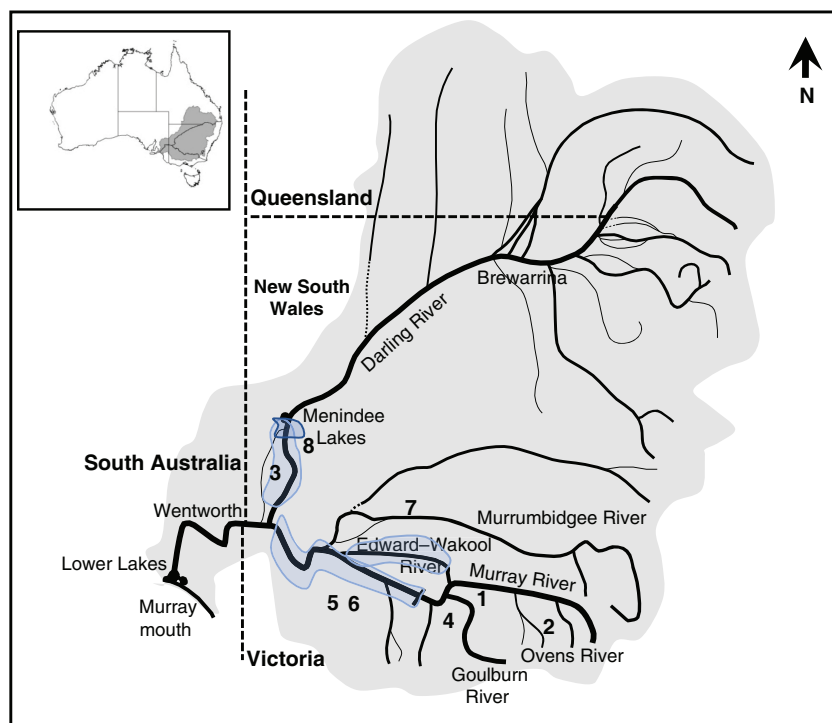 N
Queensland
New South
Wales
Brewarrina
Darling River
Menindee
Lakes
8
3
South Australia
Wentworth
7
Murrumbidgee River
Edward–Wakool
River
Murray River
Lower Lakes
Murray
mouth
5 6
4
1
2
Ovens River
Victoria
Goulburn
River